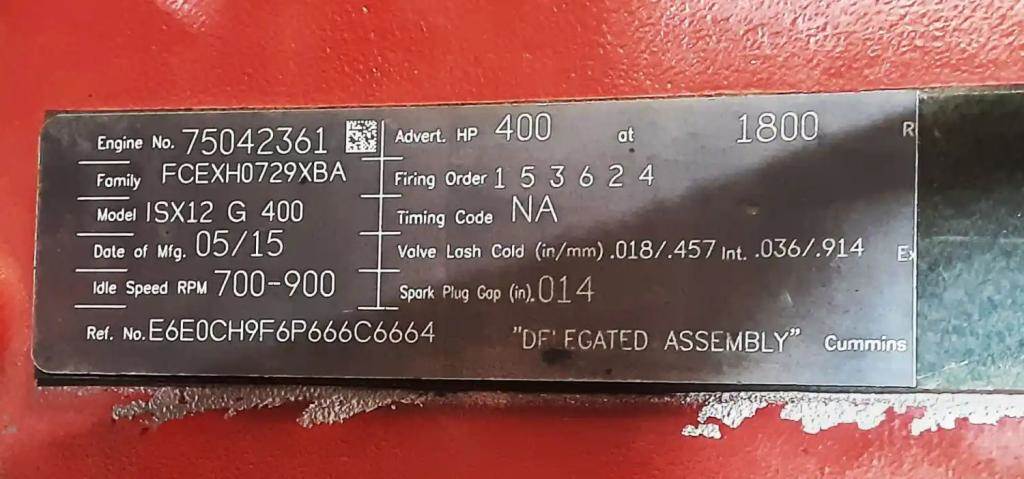 Engine No. 75042361
Family FCEXH0729XBA
Model ISX12 G 400
Date of Mfg. 05/15
Idle Speed RPM 700-900
Advert. HP 400 at 1800 R
Firing Order 1 5 3 6 2 4
Timing Code NA
Valve Lash Cold (in/mm) .018/.457 Int. .036/.914 Ex
Spark Plug Gap (in).014
Ref. No. E6E0CH9F6P666C6664 "DELEGATED ASSEMBLY" Cummins